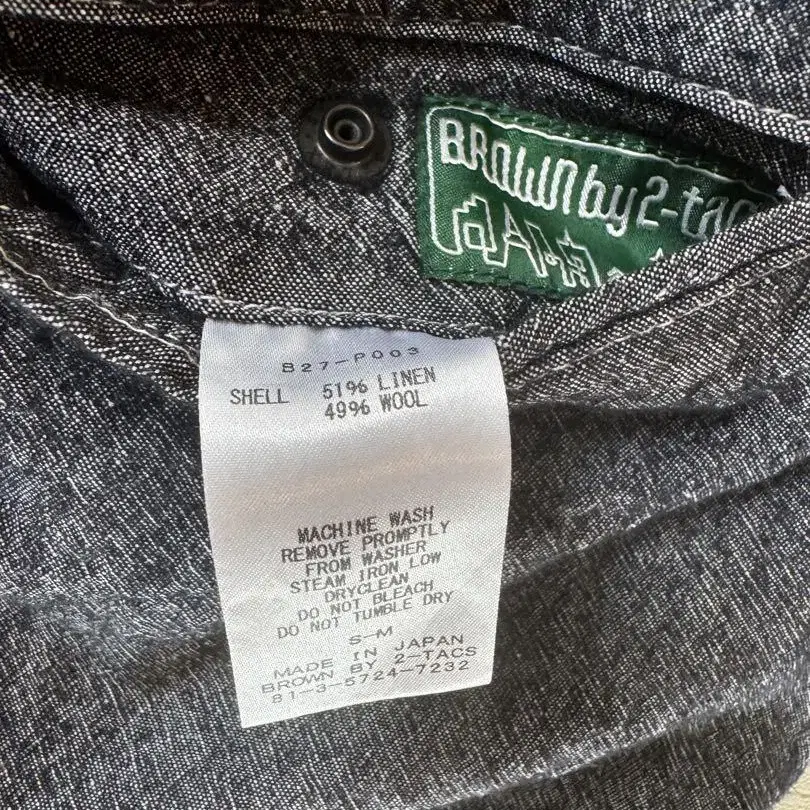 BROWNby2-tac
B27-P003
SHELL 51% LINEN
49% WOOL
MACHINE WASH
REMOVE PROMPTLY
FROM WASHER
STEAM IRON LOW
DRYCLEAN
DO NOT BLEACH
DO NOT TUMBLE DRY
S-M
MADE IN JAPAN
BROWN BY 2-TACS
81-3-5724-7232